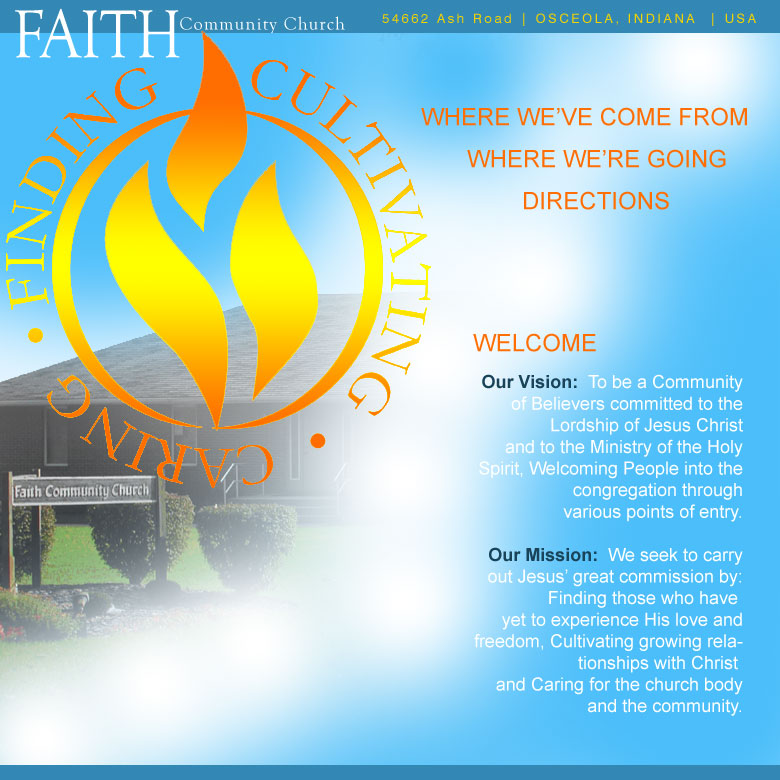 FAITH Community Church
54662 Ash Road | OSCEOLA, INDIANA | USA
FINDING
CULTIVATING
CARING
WHERE WE’VE COME FROM
WHERE WE’RE GOING
DIRECTIONS
Faith Community Church
WELCOME
Our Vision: To be a Community
of Believers committed to the
Lordship of Jesus Christ
and to the Ministry of the Holy
Spirit, Welcoming People into the
congregation through
various points of entry.
Our Mission: We seek to carry
out Jesus’ great commission by:
Finding those who have
yet to experience His love and
freedom, Cultivating growing rela-
tionships with Christ
and Caring for the church body
and the community.